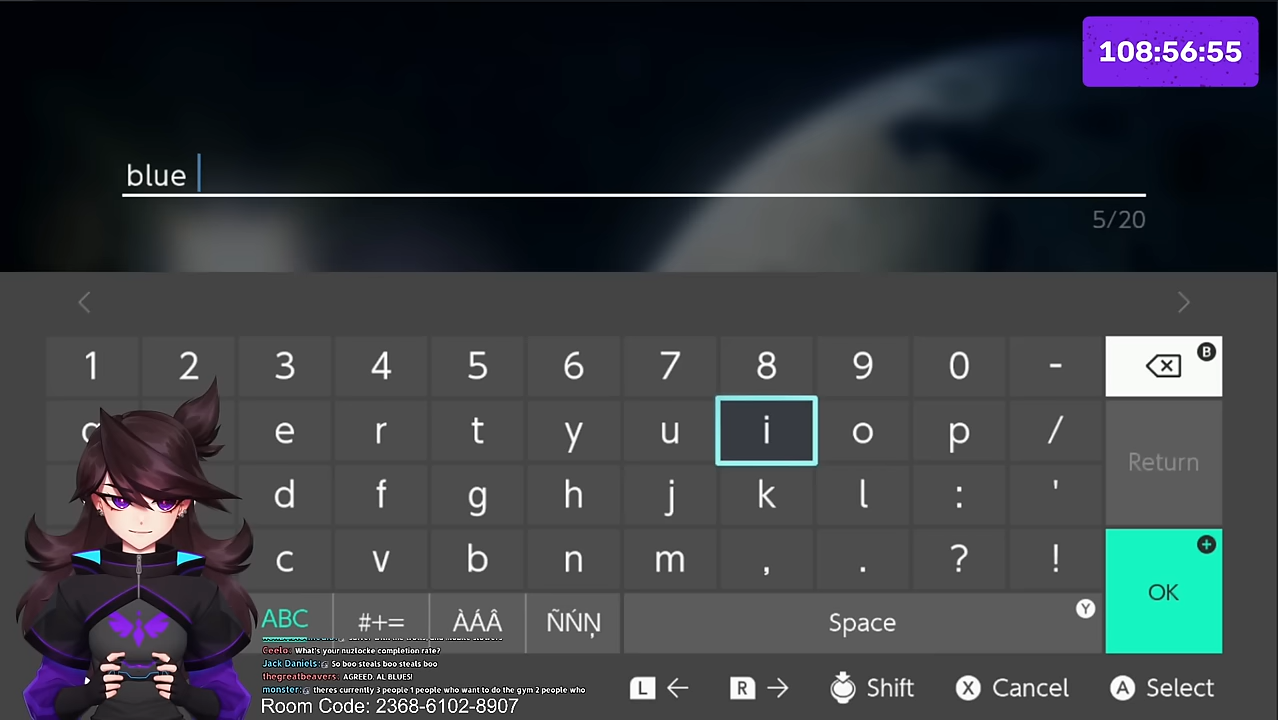 108:56:55
blue
5/20
1 2 3 4 5 6 7 8 9 0 -
e r t y u i o p /
Return
d f g h j k l : '
c v b n m , . ? !
OK
ABC #+= ÀÁÂ ÑŃŅ Space
Ceelo: What's your nuzlocke completion rate?
Jack Daniels: So boo steals boo steals boo
thegreatbeavers: AGREED. AL BLUES!
monster: theres currently 3 people 1 people who want to do the gym 2 people who
Room Code: 2368-6102-8907
L ← R → Shift X Cancel A Select
B
+
Y